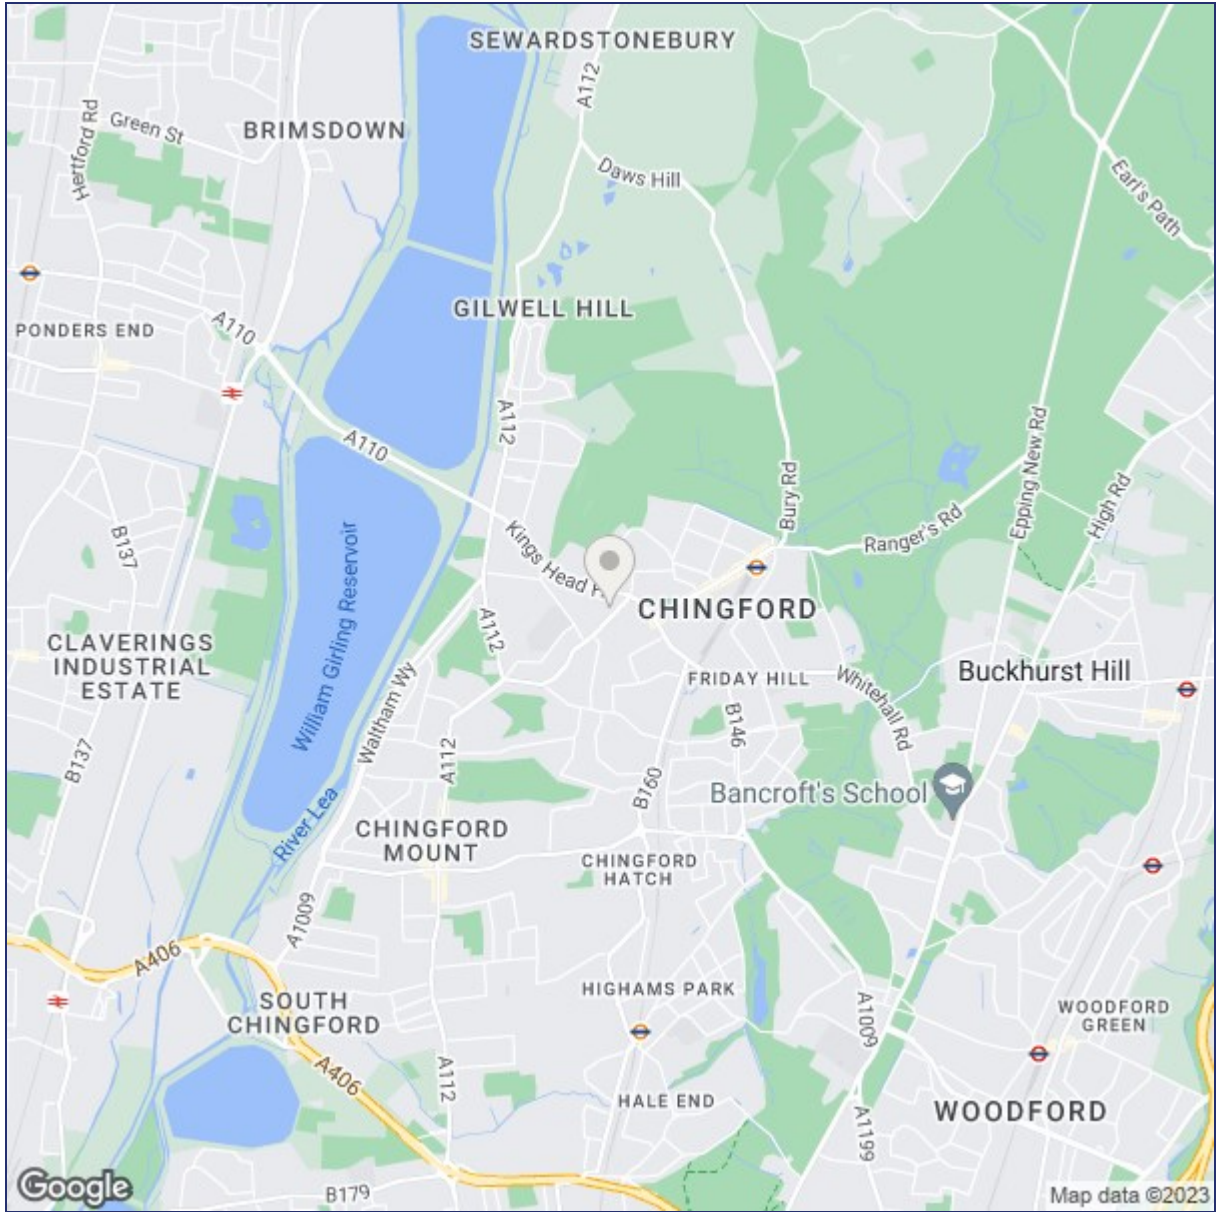 SEWARDSTONEBURY
A112
Hertford Rd
Green St
BRIMSDOWN
Daws Hill
Earl's Path
GILWELL HILL
PONDERS END
A110
A112
A110
Epping New Rd
High Rd
Bury Rd
Ranger's Rd
B137
Kings Head
William Girling Reservoir
CHINGFORD
A112
CLAVERINGS
INDUSTRIAL
ESTATE
Waltham Wy
FRIDAY HILL
Whitehall Rd
Buckhurst Hill
B146
B137
A112
B160
Bancroft's School
River Lea
CHINGFORD
MOUNT
CHINGFORD
HATCH
A1009
A406
HIGHAMS PARK
SOUTH
CHINGFORD
A1009
WOODFORD
GREEN
A406
A112
HALE END
WOODFORD
A1199
B179
Google
Map data ©2023